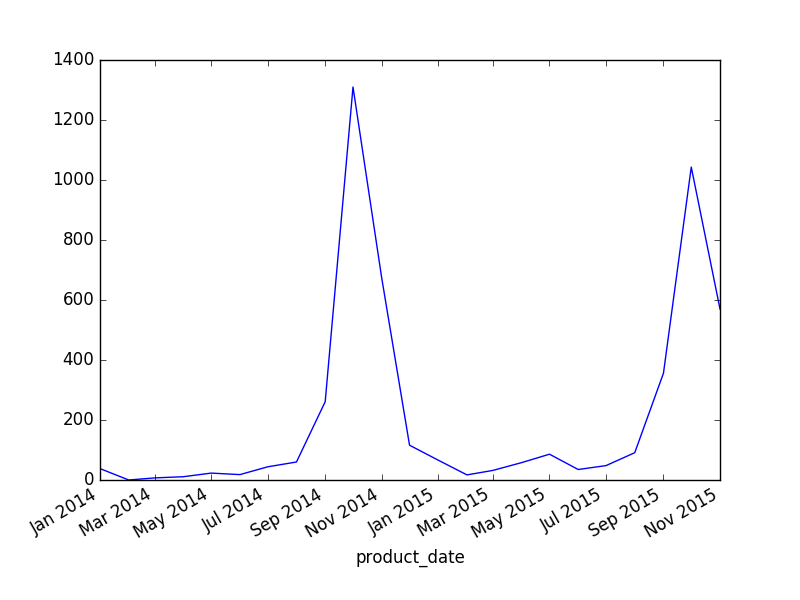 1400
1200
1000
800
600
400
200
0
Jan 2014
Mar 2014
May 2014
Jul 2014
Sep 2014
Nov 2014
Jan 2015
Mar 2015
May 2015
Jul 2015
Sep 2015
Nov 2015
product_date